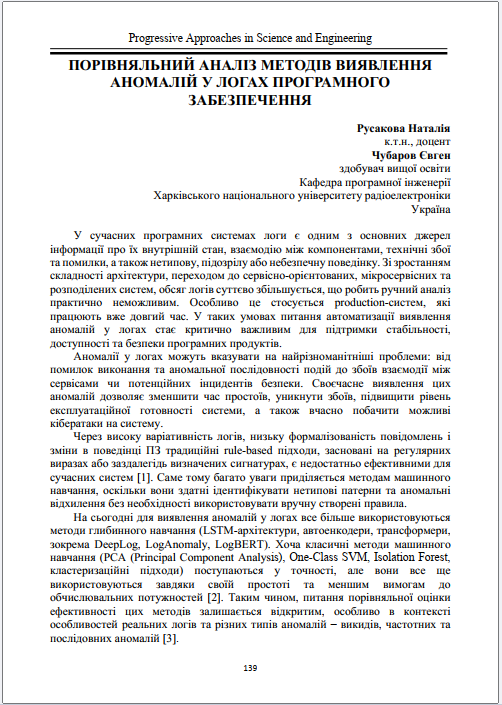 Progressive Approaches in Science and Engineering
ПОРІВНЯЛЬНИЙ АНАЛІЗ МЕТОДІВ ВИЯВЛЕННЯ
АНОМАЛІЙ У ЛОГАХ ПРОГРАМНОГО
ЗАБЕЗПЕЧЕННЯ
Русакова Наталія
к.т.н., доцент
Чубаров Євген
здобувач вищої освіти
Кафедра програмної інженерії
Харківського національного університету радіоелектроніки
Україна
У сучасних програмних системах логи є одним з основних джерел
інформації про їх внутрішній стан, взаємодію між компонентами, технічні збої
та помилки, а також нетипову, підозрілу або небезпечну поведінку. Зі зростанням
складності архітектури, переходом до сервісно-орієнтованих, мікросервісних та
розподілених систем, обсяг логів суттєво збільшується, що робить ручний аналіз
практично неможливим. Особливо це стосується production-систем, які
працюють вже довгий час. У таких умовах питання автоматизації виявлення
аномалій у логах стає критично важливим для підтримки стабільності,
доступності та безпеки програмних продуктів.
Аномалії у логах можуть вказувати на найрізноманітніші проблеми: від
помилок виконання та аномальної послідовності подій до збоїв взаємодії між
сервісами чи потенційних інцидентів безпеки. Своєчасне виявлення цих
аномалій дозволяє зменшити час простоїв, уникнути збоїв, підвищити рівень
експлуатаційної готовності системи, а також вчасно побачити можливі
кібератаки на систему.
Через високу варіативність логів, низьку формалізованість повідомлень і
зміни в поведінці ПЗ традиційні rule-based підходи, засновані на регулярних
виразах або заздалегідь визначених сигнатурах, є недостатньо ефективними для
сучасних систем [1]. Саме тому багато уваги приділяється методам машинного
навчання, оскільки вони здатні ідентифікувати нетипові патерни та аномальні
відхилення без необхідності використовувати вручну створені правила.
На сьогодні для виявлення аномалій у логах все більше використовуються
методи глибинного навчання (LSTM-архітектури, автоенкодери, трансформери,
зокрема DeepLog, LogAnomaly, LogBERT). Хоча класичні методи машинного
навчання (PCA (Principal Component Analysis), One-Class SVM, Isolation Forest,
кластеризаційні підходи) поступаються у точності, але вони все ще
використовуються завдяки своїй простоті та меншим вимогам до
обчислювальних потужностей [2]. Таким чином, питання порівняльної оцінки
ефективності цих методів залишається відкритим, особливо в контексті
особливостей реальних логів та різних типів аномалій – викидів, частотних та
послідовних аномалій [3].
139